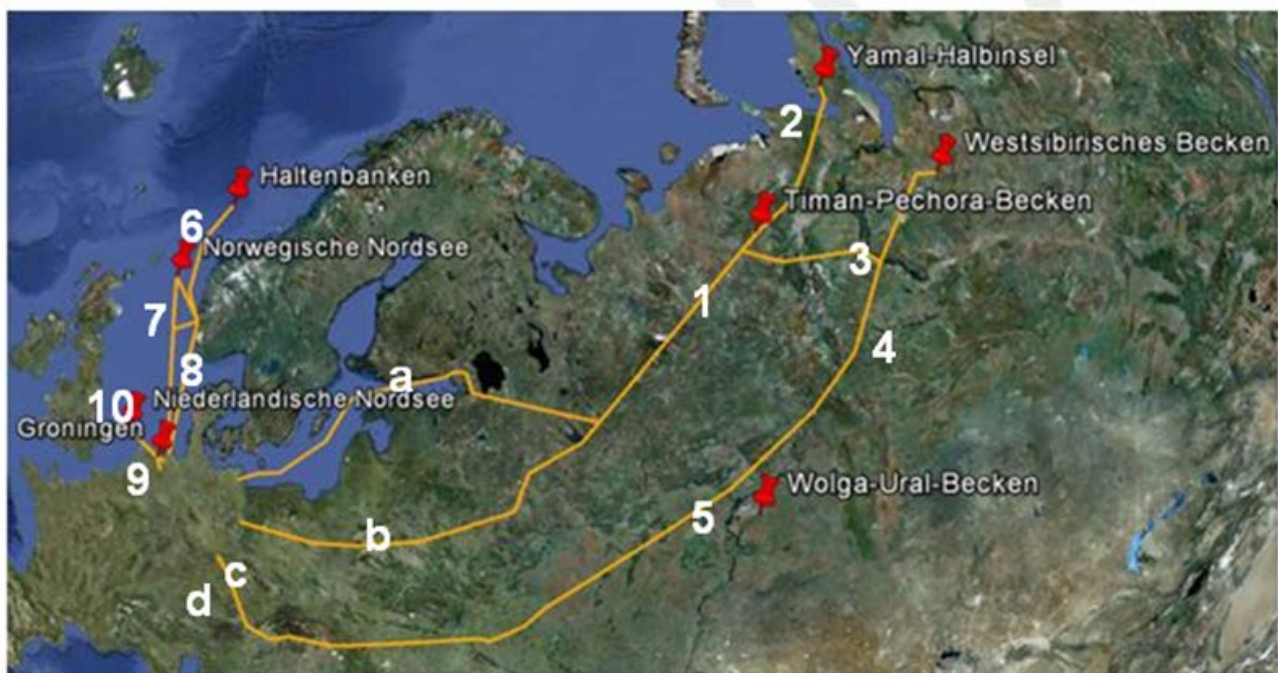 Yamal-Halbinsel
2
Westsibirisches Becken
Haltenbanken
Timan-Pechora-Becken
6
Norwegische Nordsee
3
1
7
4
8
a
10
Niederländische Nordsee
Groningen
9
Wolga-Ural-Becken
5
b
c
d